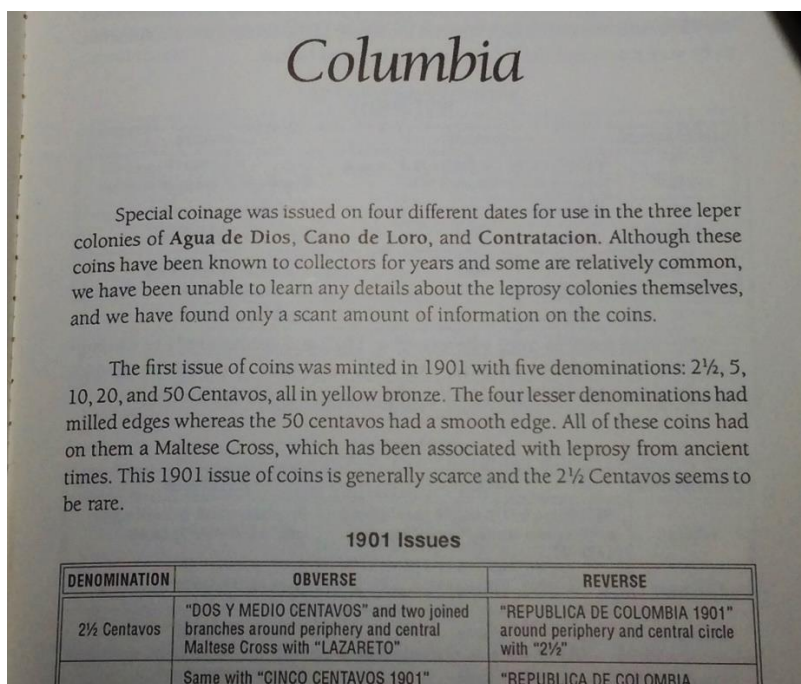 Columbia
Special coinage was issued on four different dates for use in the three leper
colonies of Agua de Dios, Cano de Loro, and Contratacion. Although these
coins have been known to collectors for years and some are relatively common,
we have been unable to learn any details about the leprosy colonies themselves,
and we have found only a scant amount of information on the coins.
The first issue of coins was minted in 1901 with five denominations: 2½, 5,
10, 20, and 50 Centavos, all in yellow bronze. The four lesser denominations had
milled edges whereas the 50 centavos had a smooth edge. All of these coins had
on them a Maltese Cross, which has been associated with leprosy from ancient
times. This 1901 issue of coins is generally scarce and the 2½ Centavos seems to
be rare.
1901 Issues
DENOMINATION OBVERSE REVERSE
2½ Centavos
"DOS Y MEDIO CENTAVOS" and two joined
branches around periphery and central
Maltese Cross with "LAZARETO"
"REPUBLICA DE COLOMBIA 1901"
around periphery and central circle
with "2½"
Same with "CINCO CENTAVOS 1901"
"REPUBLICA DE COLOMBIA